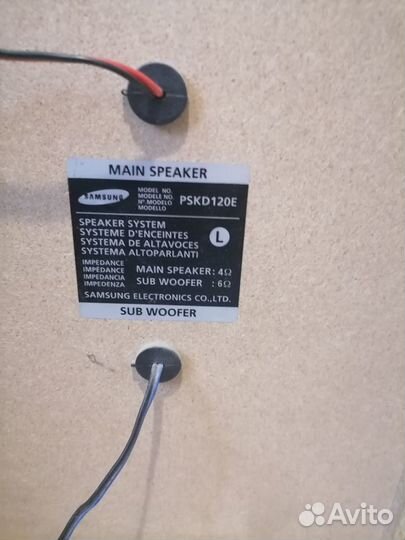 MAIN SPEAKER
SAMSUNG
MODEL NO.
MODELE NO.
Nº MODELO
MODELLO
PSKD120E
SPEAKER SYSTEM
SYSTEME D'ENCEINTES
SYSTEMA DE ALTAVOCES
SYSTEMA ALTOPARLANTI
L
IMPEDANCE
IMPEDANCE
IMPEDANCIA
IMPEDENZA
MAIN SPEAKER : 4Ω
SUB WOOFER : 6Ω
SAMSUNG ELECTRONICS CO., LTD.
SUB WOOFER
Avito